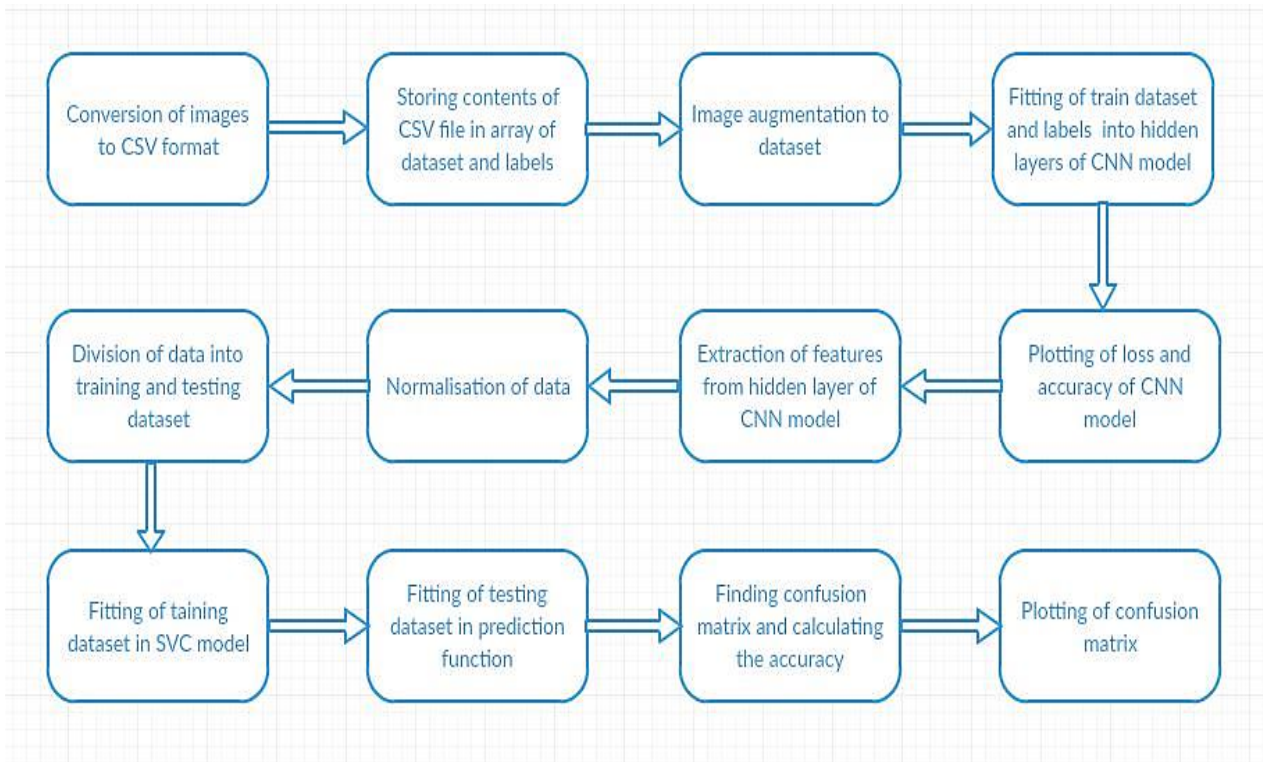 Conversion of images
to CSV format
Storing contents of
CSV file in array of
dataset and labels
Image augmentation to
dataset
Fitting of train dataset
and labels into hidden
layers of CNN model
Plotting of loss and
accuracy of CNN
model
Extraction of features
from hidden layer of
CNN model
Normalisation of data
Division of data into
training and testing
dataset
Fitting of taining
dataset in SVC model
Fitting of testing
dataset in prediction
function
Finding confusion
matrix and calculating
the accuracy
Plotting of confusion
matrix